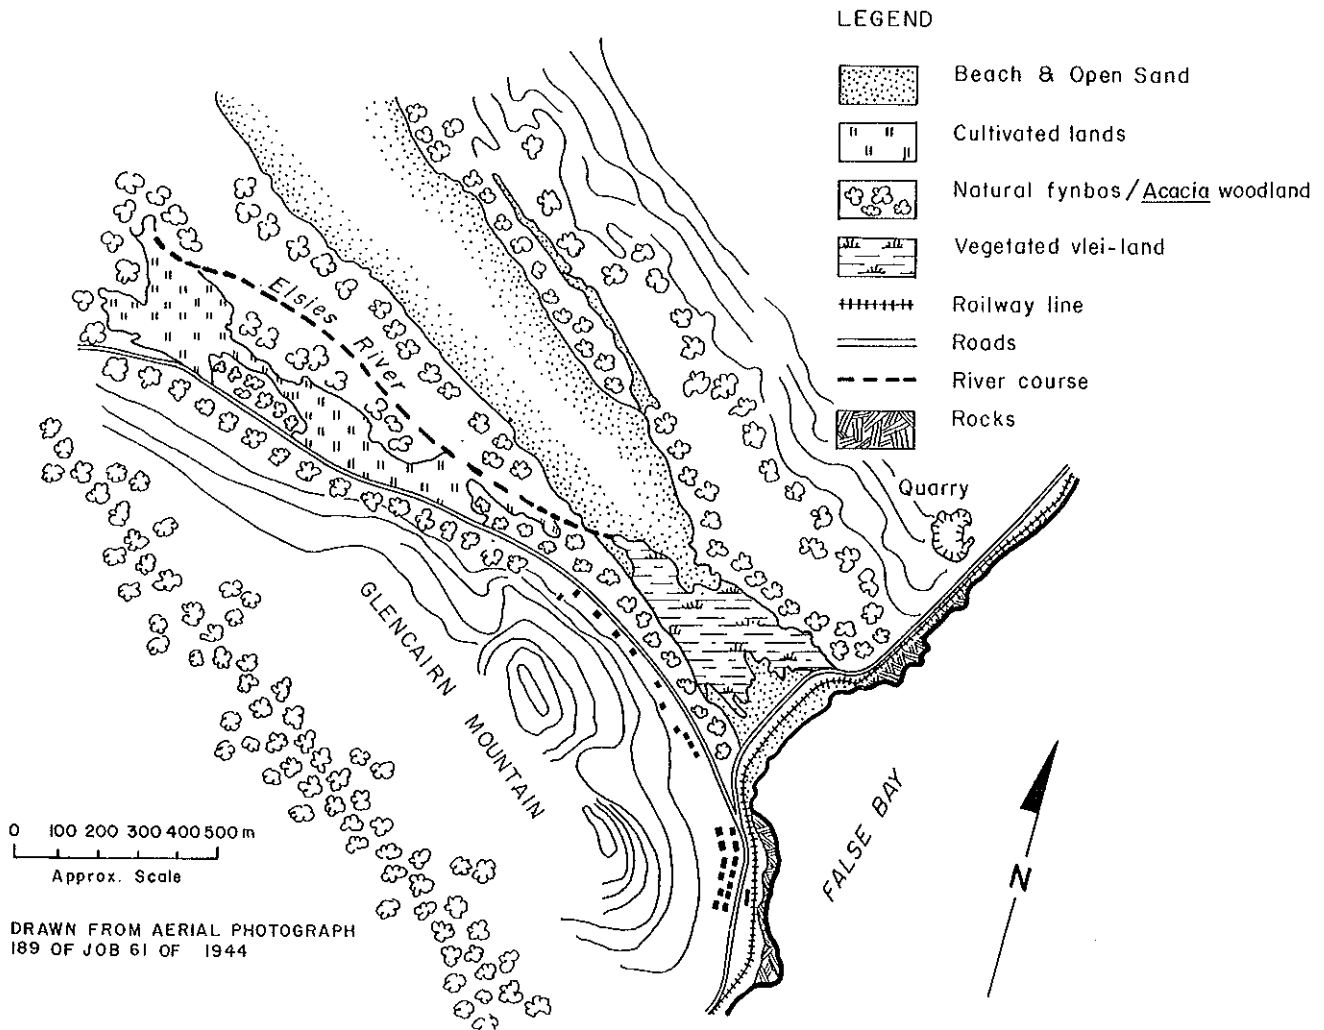 LEGEND
Beach & Open Sand
Cultivated lands
Natural fynbos / Acacia woodland
Vegetated vlei-land
Railway line
Roads
River course
Rocks
Elsies River
Quarry
GLENCAIRN MOUNTAIN
FALSE BAY
N
0 100 200 300 400 500 m
Approx. Scale
DRAWN FROM AERIAL PHOTOGRAPH
189 OF JOB 61 OF 1944